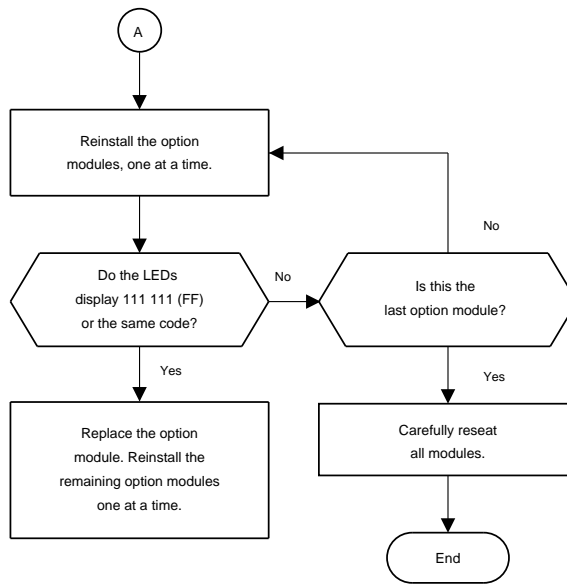 A
Reinstall the option
modules, one at a time.
No
Do the LEDs
display 111 111 (FF)
or the same code?
No
Is this the
last option module?
Yes
Yes
Replace the option
module. Reinstall the
remaining option modules
one at a time.
Carefully reseat
all modules.
End